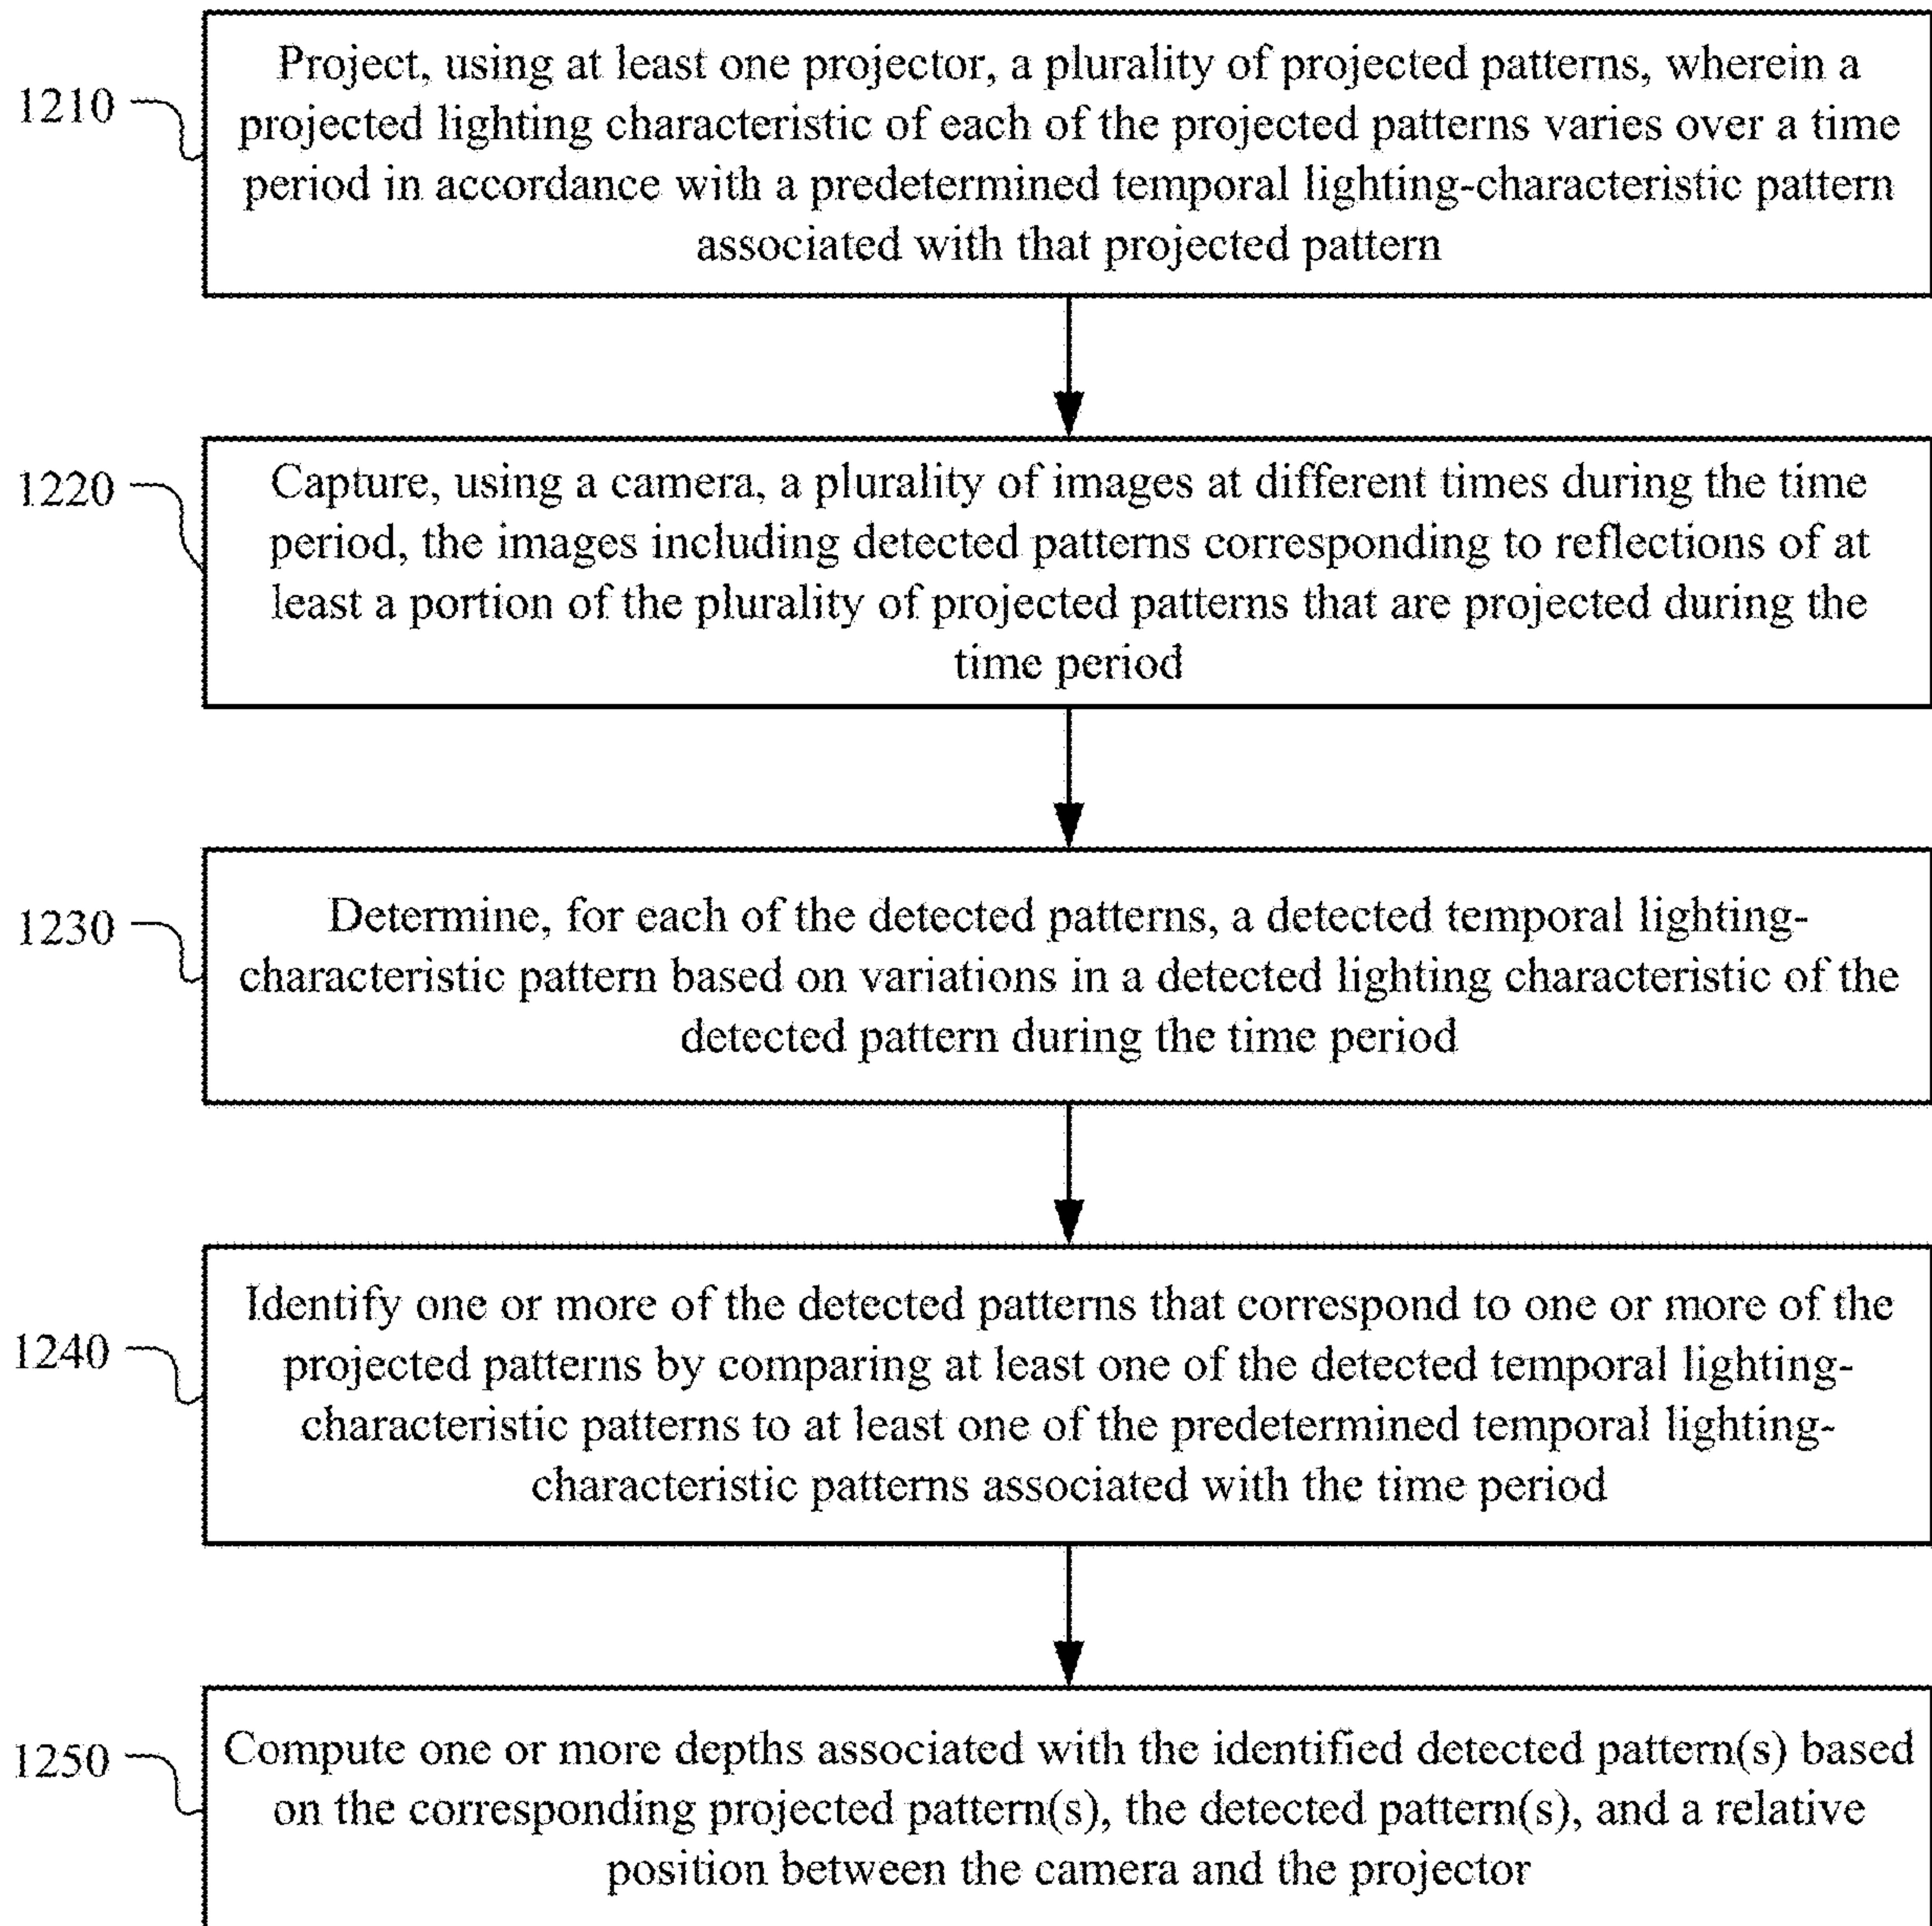 1210
Project, using at least one projector, a plurality of projected patterns, wherein a
projected lighting characteristic of each of the projected patterns varies over a time
period in accordance with a predetermined temporal lighting-characteristic pattern
associated with that projected pattern
1220
Capture, using a camera, a plurality of images at different times during the time
period, the images including detected patterns corresponding to reflections of at
least a portion of the plurality of projected patterns that are projected during the
time period
1230
Determine, for each of the detected patterns, a detected temporal lighting-
characteristic pattern based on variations in a detected lighting characteristic of the
detected pattern during the time period
1240
Identify one or more of the detected patterns that correspond to one or more of the
projected patterns by comparing at least one of the detected temporal lighting-
characteristic patterns to at least one of the predetermined temporal lighting-
characteristic patterns associated with the time period
1250
Compute one or more depths associated with the identified detected pattern(s) based
on the corresponding projected pattern(s), the detected pattern(s), and a relative
position between the camera and the projector